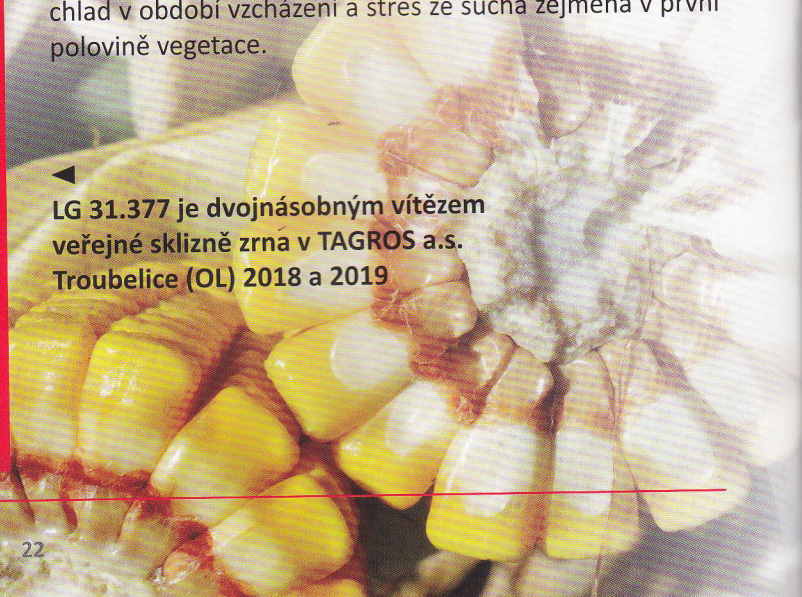 chlad v období vzcházení a stres ze sucha zejména v první
polovině vegetace.
LG 31.377 je dvojnásobným vítězem
veřejné sklizně zrna v TAGROS a.s.
Troubelice (OL) 2018 a 2019
22